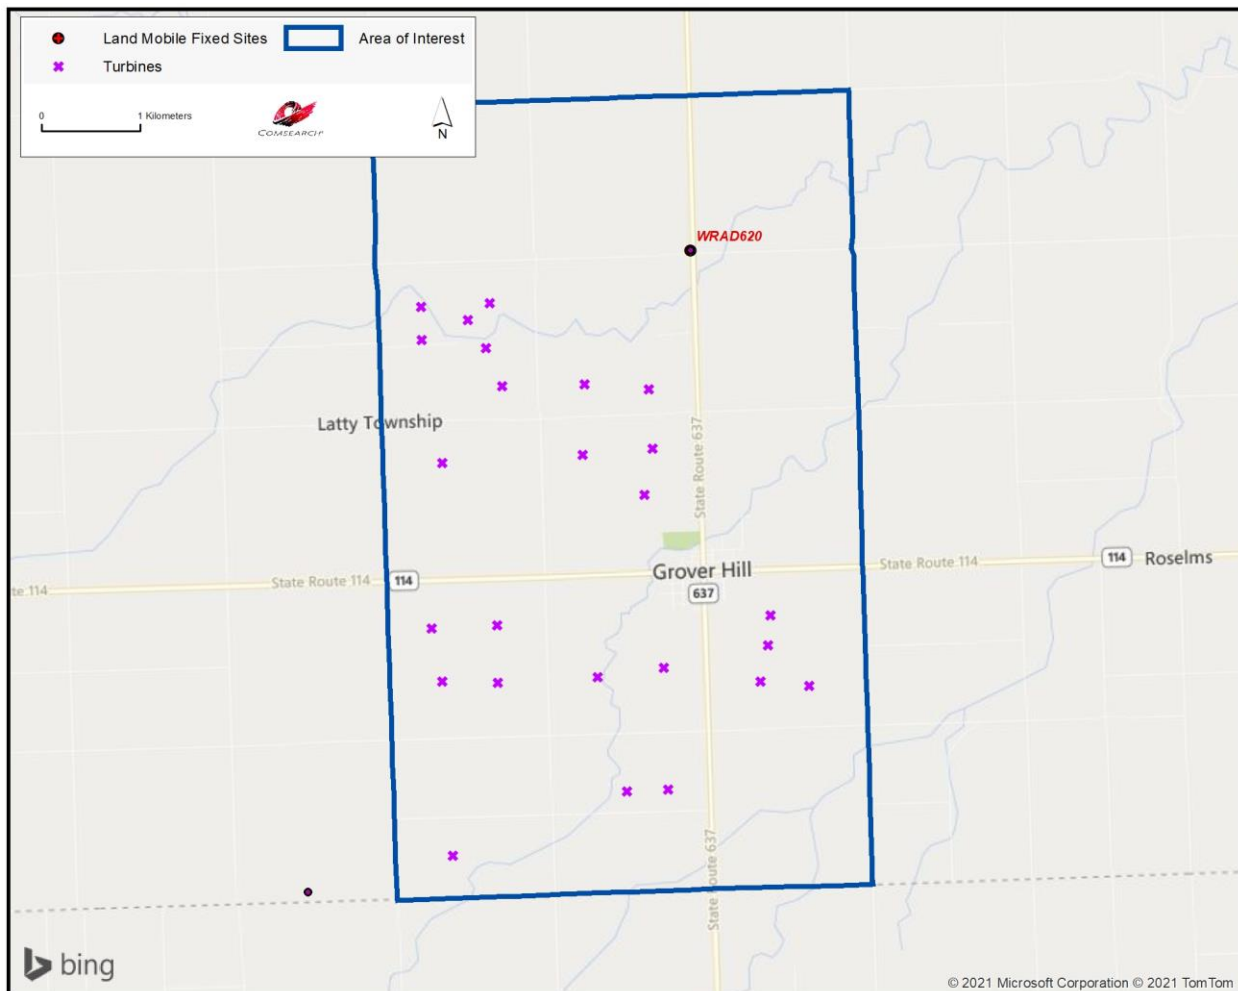 Land Mobile Fixed Sites
Area of Interest
Turbines
0
1 Kilometers
COMSEARCH
N
WRAD620
Latty Township
State Route 637
State Route 114
114
Grover Hill
637
State Route 114
114
Roselms
te 114
State Route 637
bing
© 2021 Microsoft Corporation © 2021 TomTom